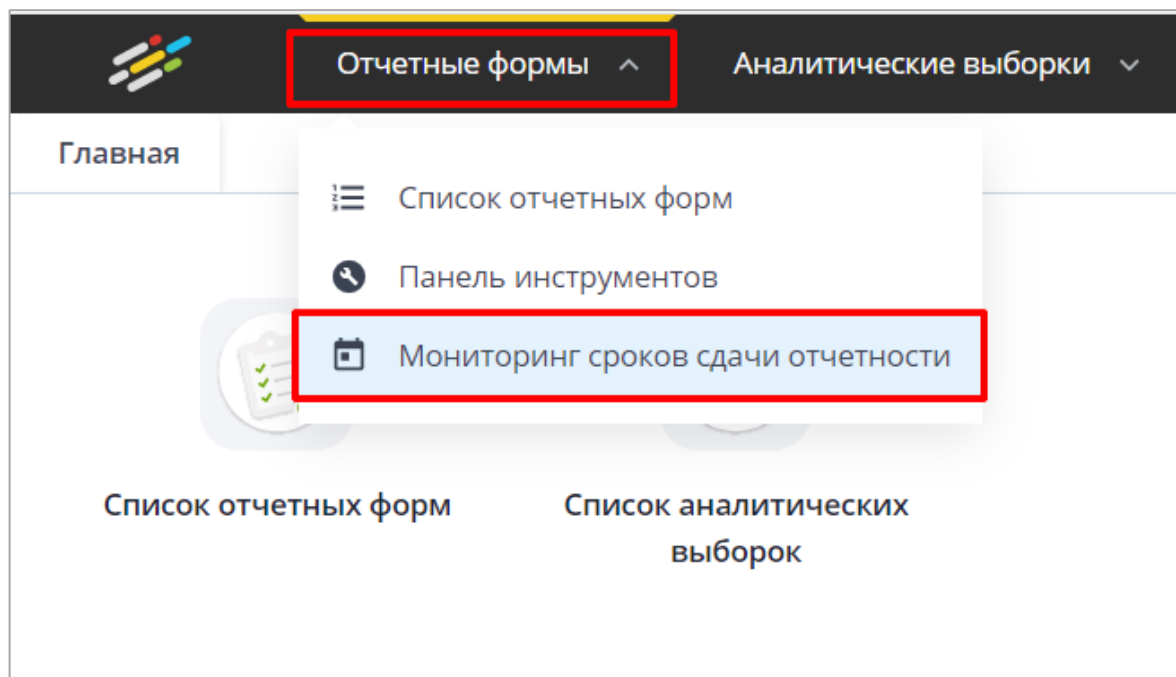 Отчетные формы Аналитические выборки
Главная
Список отчетных форм
Панель инструментов
Мониторинг сроков сдачи отчетности
Список отчетных форм
Список аналитических
выборок